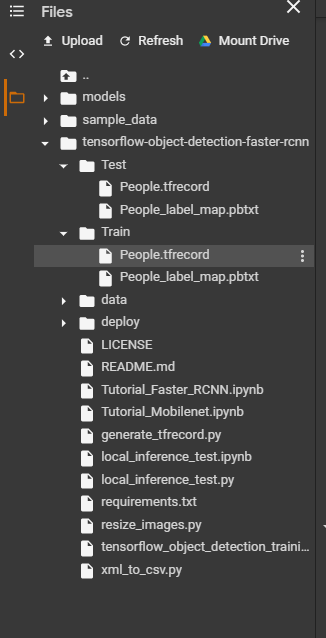 Files
Upload Refresh Mount Drive
..
models
sample_data
tensorflow-object-detection-faster-rcnn
Test
People.tfrecord
People_label_map.pbtxt
Train
People.tfrecord
People_label_map.pbtxt
data
deploy
LICENSE
README.md
Tutorial_Faster_RCNN.ipynb
Tutorial_Mobilenet.ipynb
generate_tfrecord.py
local_inference_test.ipynb
local_inference_test.py
requirements.txt
resize_images.py
tensorflow_object_detection_traini...
xml_to_csv.py